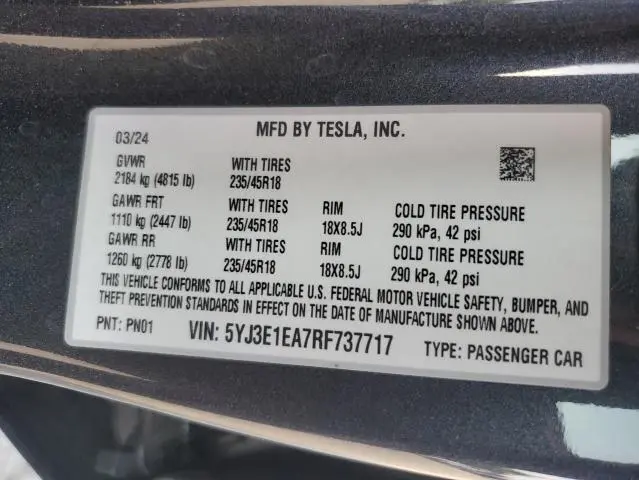 MFD BY TESLA, INC.
03/24
GVWR WITH TIRES
2184 kg (4815 lb) 235/45R18
GAWR FRT WITH TIRES RIM COLD TIRE PRESSURE
1110 kg (2447 lb) 235/45R18 18X8.5J 290 kPa, 42 psi
GAWR RR WITH TIRES RIM COLD TIRE PRESSURE
1260 kg (2778 lb) 235/45R18 18X8.5J 290 kPa, 42 psi
THIS VEHICLE CONFORMS TO ALL APPLICABLE U.S. FEDERAL MOTOR VEHICLE SAFETY, BUMPER, AND
THEFT PREVENTION STANDARDS IN EFFECT ON THE DATE OF MANUFACTURE SHOWN ABOVE.
PNT: PN01 VIN: 5YJ3E1EA7RF737717 TYPE: PASSENGER CAR